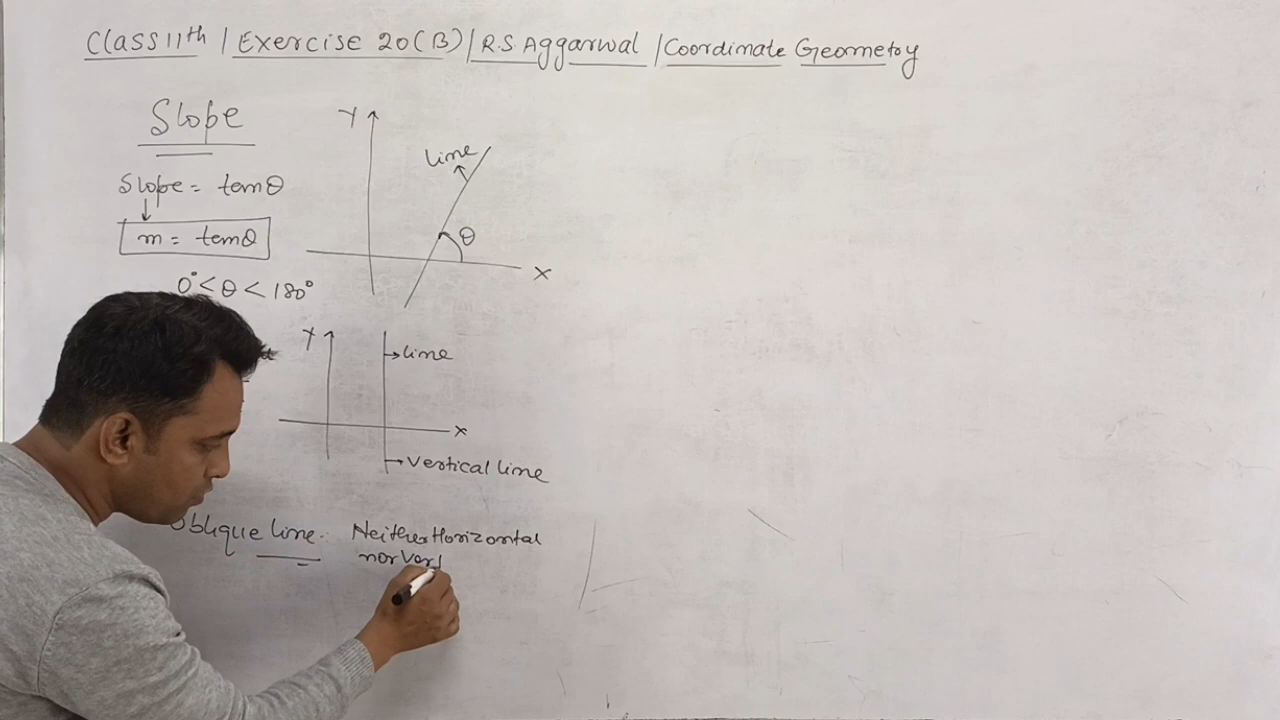 Class 11th / Exercise 20(B) / R.S. Aggarwal / Coordinate Geometry
Slope
Y
line
Slope = tanθ
m = tanθ
θ
X
0° < θ < 180°
Y
line
X
Vertical line
Oblique line: Neither Horizontal
nor Vert